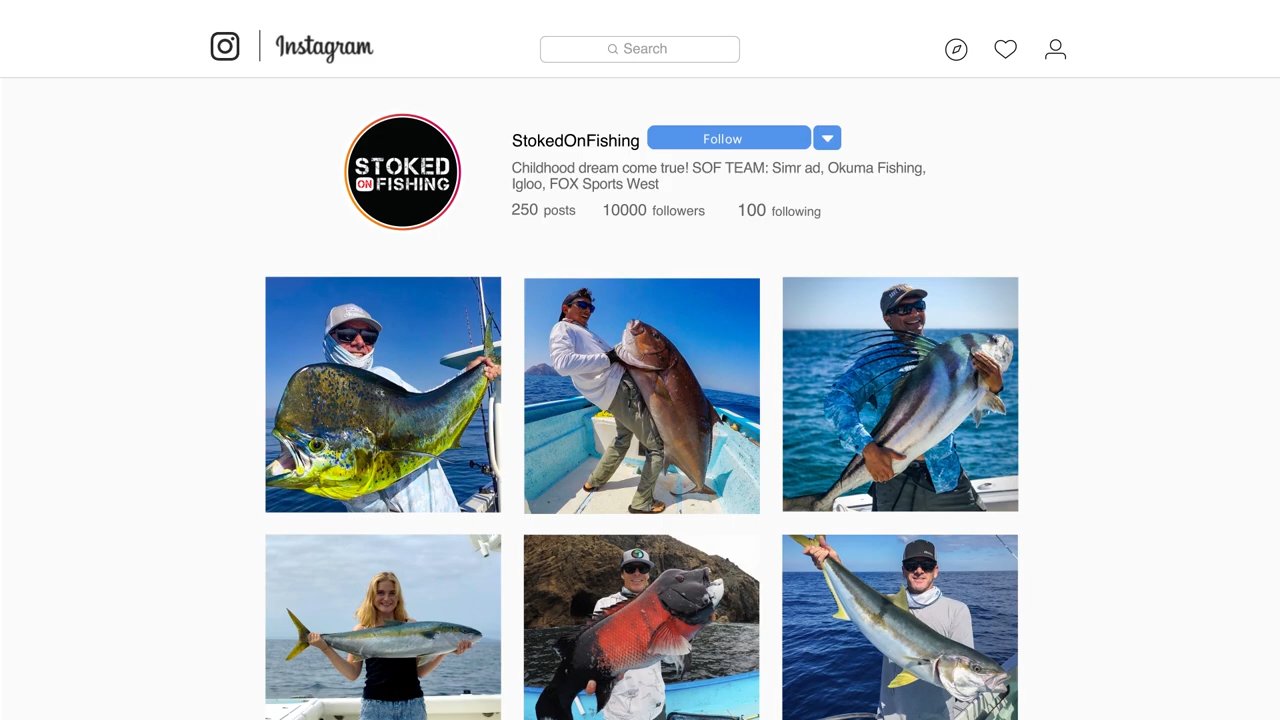 Instagram
Search
STOKED
ON FISHING
StokedOnFishing Follow
Childhood dream come true! SOF TEAM: Simr ad, Okuma Fishing,
Igloo, FOX Sports West
250 posts 10000 followers 100 following